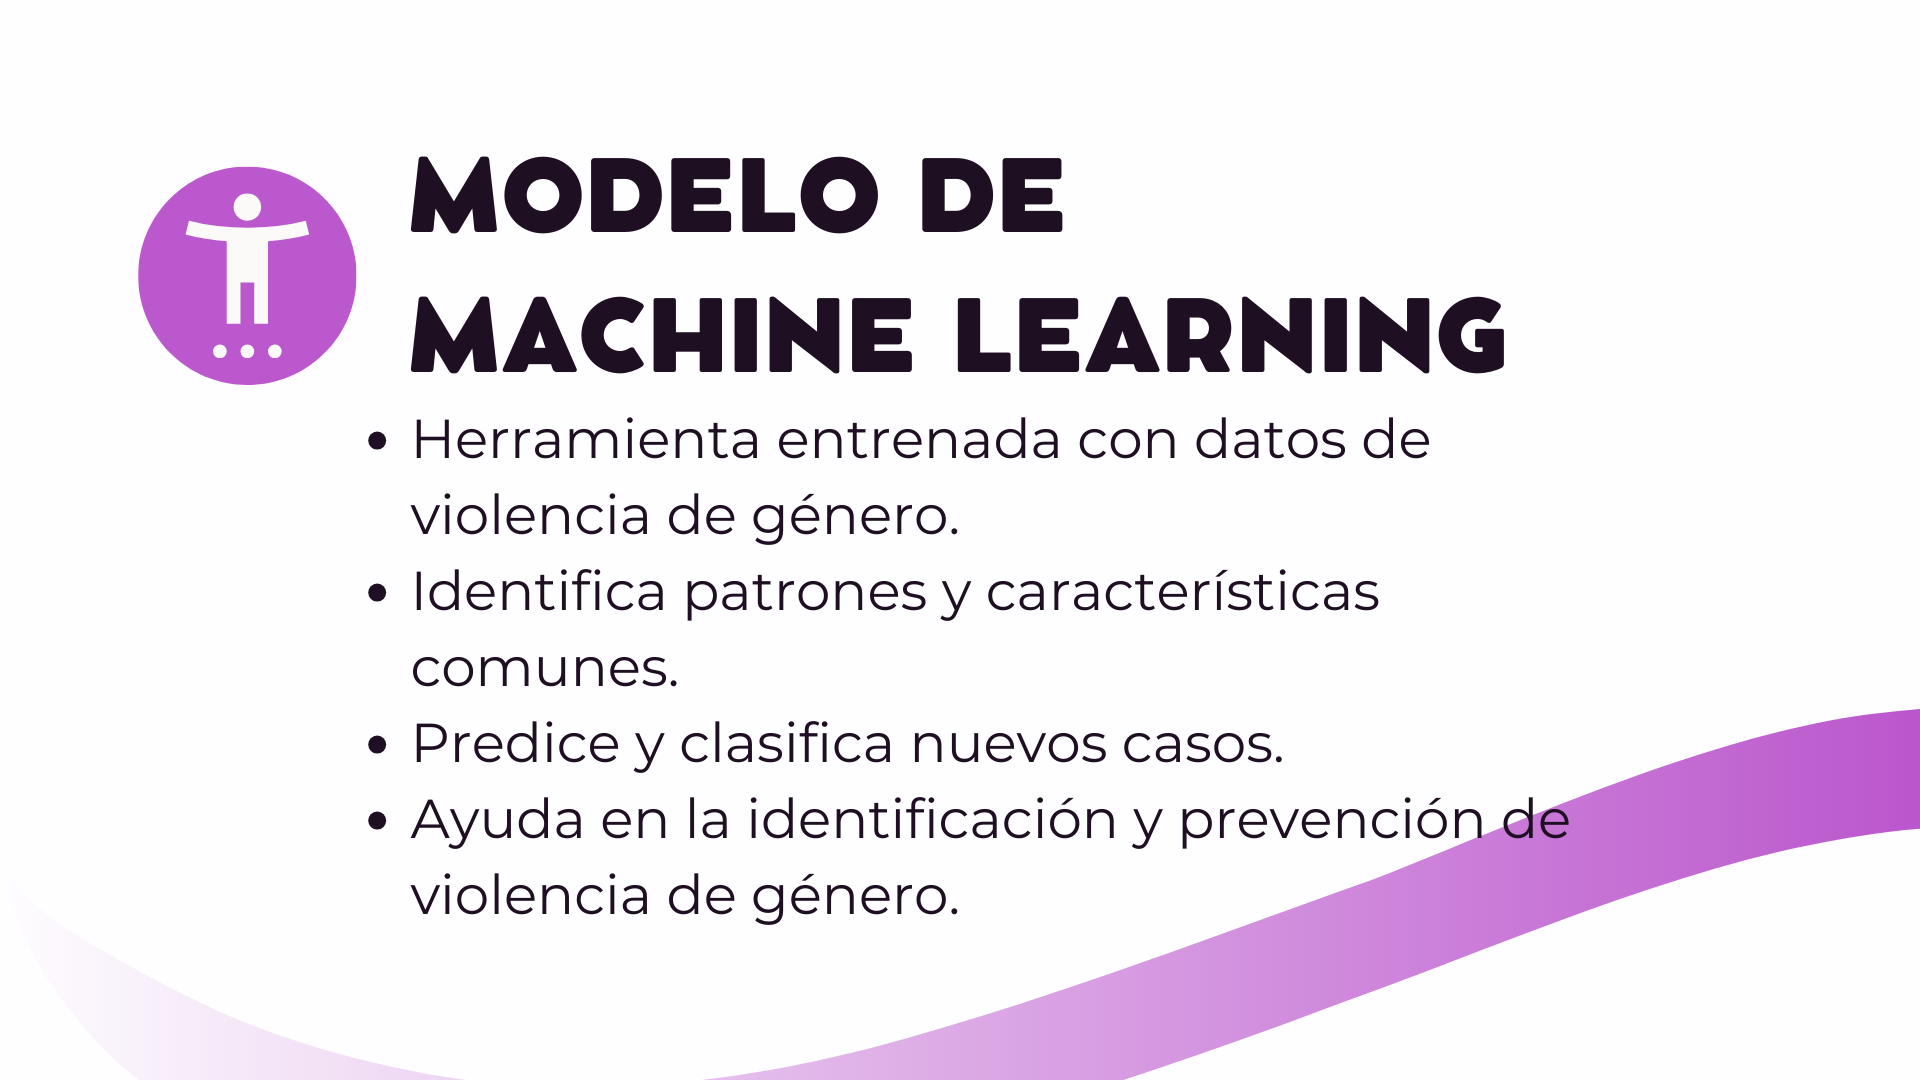 MODELO DE
MACHINE LEARNING
• Herramienta entrenada con datos de
violencia de género.
• Identifica patrones y características
comunes.
• Predice y clasifica nuevos casos.
• Ayuda en la identificación y prevención de
violencia de género.